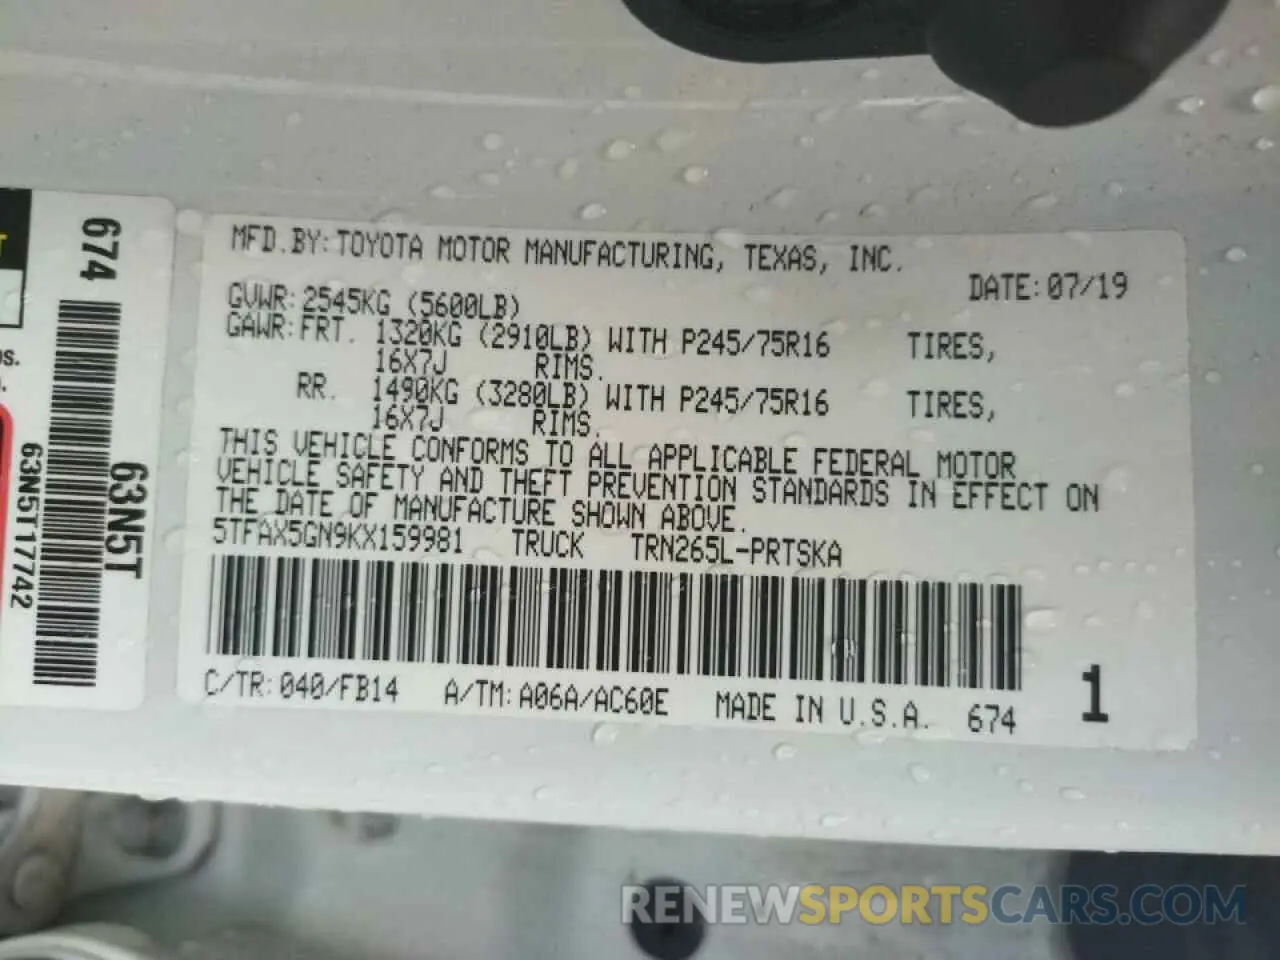 674
63N5T
63N5T17742
MFD.BY:TOYOTA MOTOR MANUFACTURING, TEXAS, INC.
DATE:07/19
GVWR:2545KG (5600LB)
GAWR:FRT. 1320KG (2910LB) WITH P245/75R16 TIRES,
16X7J RIMS.
RR. 1490KG (3280LB) WITH P245/75R16 TIRES,
16X7J RIMS.
THIS VEHICLE CONFORMS TO ALL APPLICABLE FEDERAL MOTOR
VEHICLE SAFETY AND THEFT PREVENTION STANDARDS IN EFFECT ON
THE DATE OF MANUFACTURE SHOWN ABOVE.
5TFAX5GN9KX159981 TRUCK TRN265L-PRTSKA
C/TR:040/FB14 A/TM:A06A/AC60E MADE IN U.S.A. 674
1
RENEWSPORTSCARS.COM